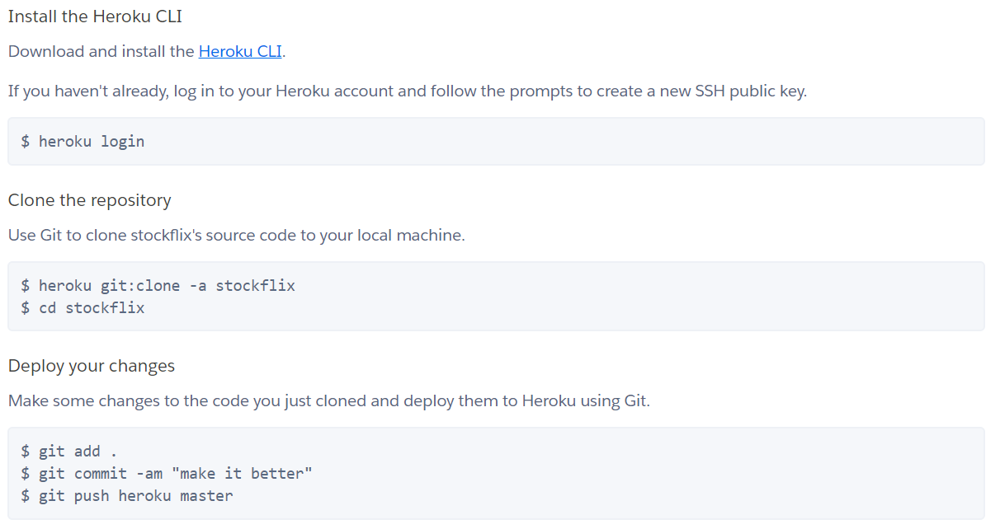 Install the Heroku CLI
Download and install the Heroku CLI.
If you haven't already, log in to your Heroku account and follow the prompts to create a new SSH public key.
$ heroku login
Clone the repository
Use Git to clone stockflix's source code to your local machine.
$ heroku git:clone -a stockflix
$ cd stockflix
Deploy your changes
Make some changes to the code you just cloned and deploy them to Heroku using Git.
$ git add .
$ git commit -am "make it better"
$ git push heroku master